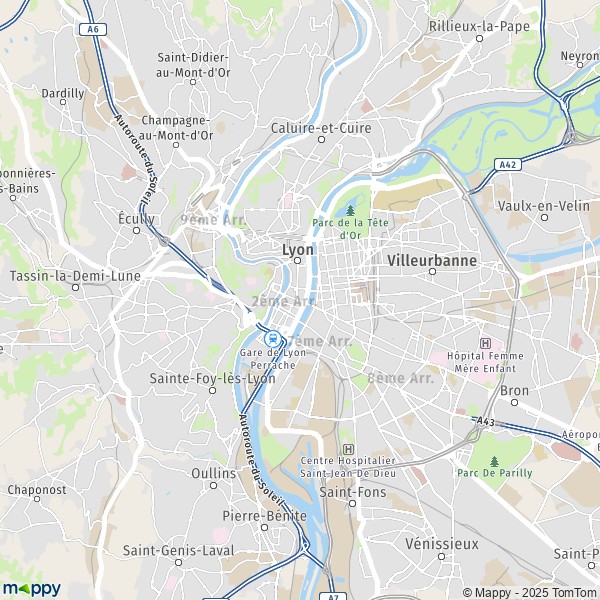 A6
Rillieux-la-Pape
Saint-Didier-
au-Mont-d'Or
Neyron
Dardilly
Autoroute-du-Soleil
Champagne-
au-Mont-d'Or
Caluire-et-Cuire
A42
bonnières-
s-Bains
Écully
9ème Arr.
Parc de la Tête
d'Or
Vaulx-en-Velin
Lyon
Villeurbanne
Tassin-la-Demi-Lune
2ème Arr.
Gare de Lyon
Perrache
7ème Arr.
H
Hôpital Femme
Mère Enfant
Sainte-Foy-lès-Lyon
8ème Arr.
Bron
A43
Aéropo
Autoroute-du-Soleil
H
Centre Hospitalier
Saint Jean De Dieu
Parc De Parilly
Oullins
Chaponost
Saint-Fons
Pierre-Bénite
Saint-Genis-Laval
Vénissieux
Saint-P
mappy
A7
© Mappy - 2025 TomTom